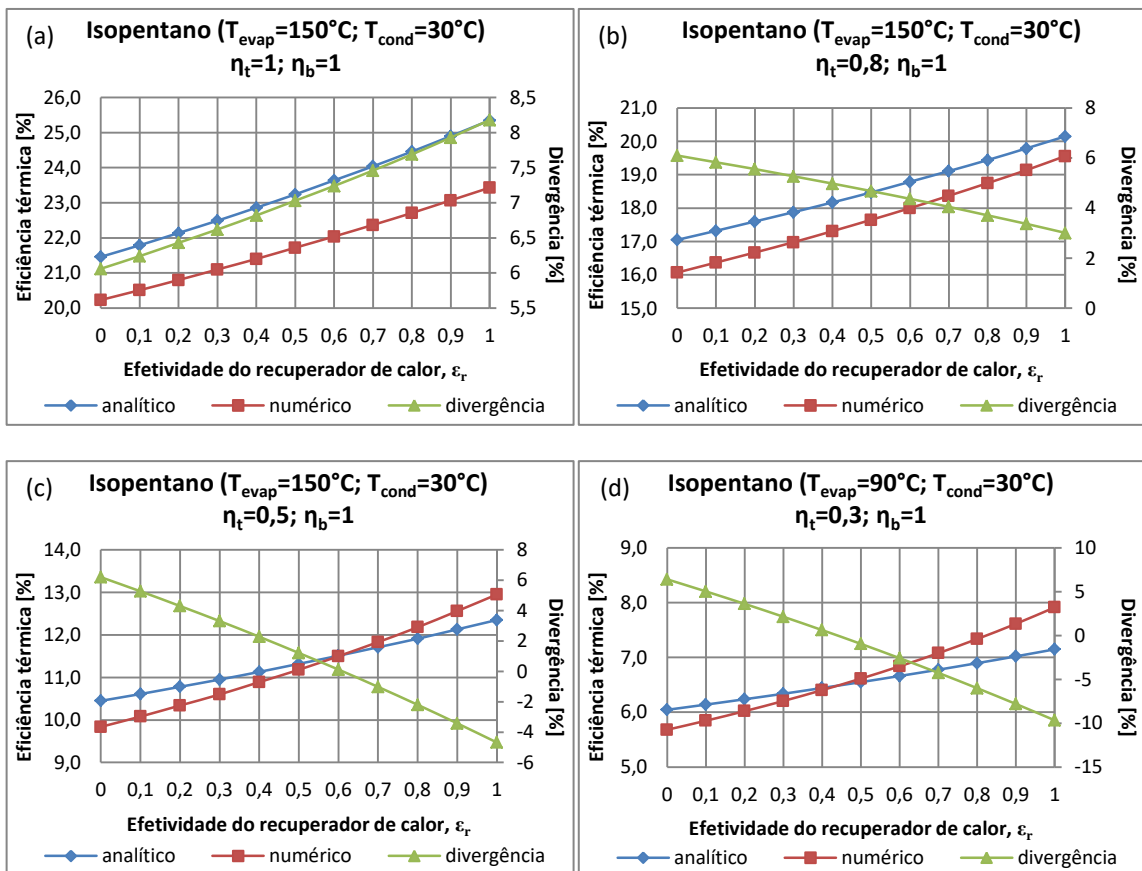 (a) Isopentano (Tevap=150°C; Tcond=30°C)
ηt=1; ηb=1
Eficiência térmica [%]
26,0
25,0
24,0
23,0
22,0
21,0
20,0
8,5
8
7,5
7
6,5
6
5,5
Divergência [%]
0 0,1 0,2 0,3 0,4 0,5 0,6 0,7 0,8 0,9 1
Efetividade do recuperador de calor, εr
analítico numérico divergência
(b) Isopentano (Tevap=150°C; Tcond=30°C)
ηt=0,8; ηb=1
Eficiência térmica [%]
21,0
20,0
19,0
18,0
17,0
16,0
15,0
8
6
4
2
0
Divergência [%]
0 0,1 0,2 0,3 0,4 0,5 0,6 0,7 0,8 0,9 1
Efetividade do recuperador de calor, εr
analítico numérico divergência
(c) Isopentano (Tevap=150°C; Tcond=30°C)
ηt=0,5; ηb=1
Eficiência térmica [%]
14,0
13,0
12,0
11,0
10,0
9,0
8
6
4
2
0
-2
-4
-6
Divergência [%]
0 0,1 0,2 0,3 0,4 0,5 0,6 0,7 0,8 0,9 1
Efetividade do recuperador de calor, εr
analítico numérico divergência
(d) Isopentano (Tevap=90°C; Tcond=30°C)
ηt=0,3; ηb=1
Eficiência térmica [%]
9,0
8,0
7,0
6,0
5,0
10
5
0
-5
-10
-15
Divergência [%]
0 0,1 0,2 0,3 0,4 0,5 0,6 0,7 0,8 0,9 1
Efetividade do recuperador de calor, εr
analítico numérico divergência